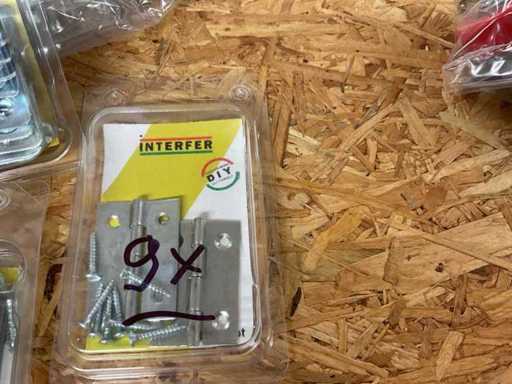 INTERFER
DIY
9x